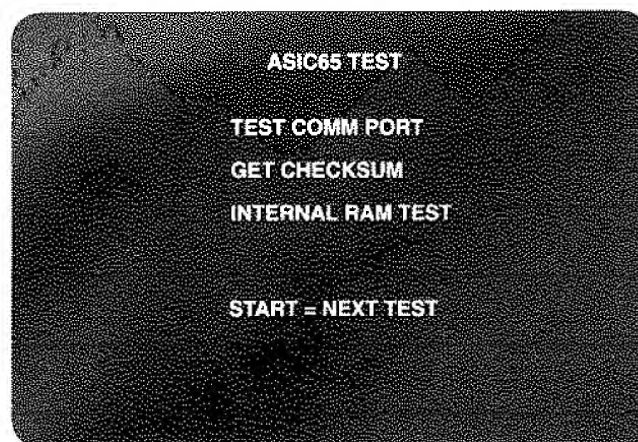 ASIC65 TEST
TEST COMM PORT
GET CHECKSUM
INTERNAL RAM TEST
START = NEXT TEST